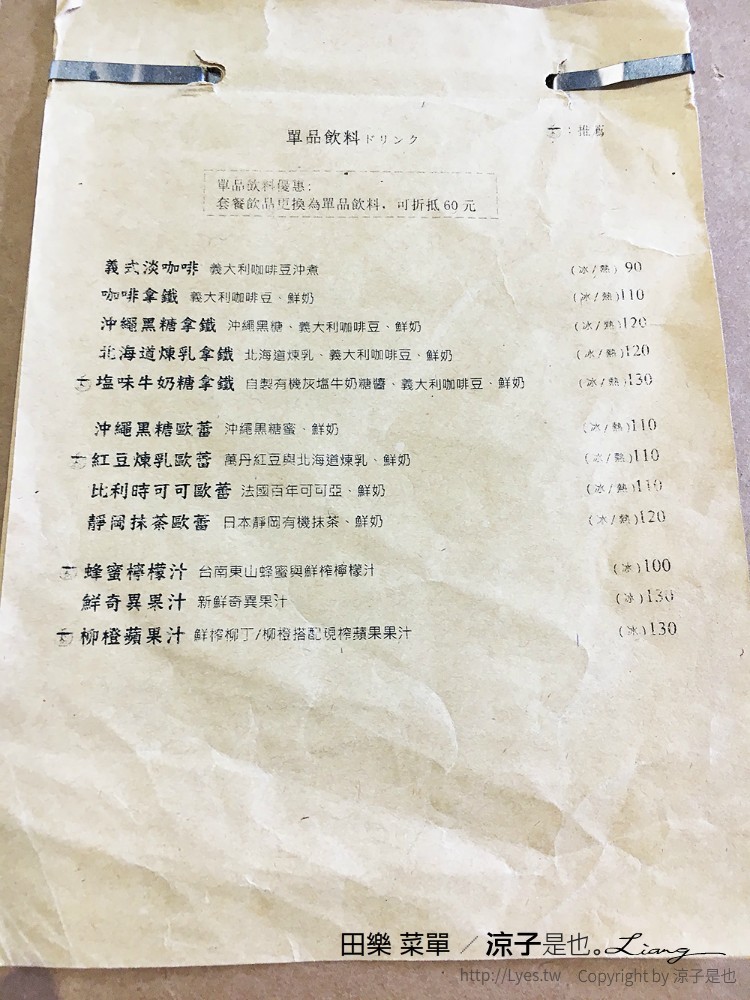 單品飲料 ドリンク
：推薦
單品飲料優惠：
套餐飲品更換為單品飲料，可折抵 60 元
義式淡咖啡 義大利咖啡豆沖煮 （冰/熱）90
咖啡拿鐵 義大利咖啡豆、鮮奶 （冰/熱）110
沖繩黑糖拿鐵 沖繩黑糖、義大利咖啡豆、鮮奶 （冰/熱）120
北海道煉乳拿鐵 北海道煉乳、義大利咖啡豆、鮮奶 （冰/熱）120
塩味牛奶糖拿鐵 自製有機灰塩牛奶糖醬、義大利咖啡豆、鮮奶 （冰/熱）130
沖繩黑糖歐蕾 沖繩黑糖蜜、鮮奶 （冰/熱）110
紅豆煉乳歐蕾 萬丹紅豆與北海道煉乳、鮮奶 （冰/熱）110
比利時可可歐蕾 法國百年可可亞、鮮奶 （冰/熱）110
靜岡抹茶歐蕾 日本靜岡有機抹茶、鮮奶 （冰/熱）120
蜂蜜檸檬汁 台南東山蜂蜜與鮮榨檸檬汁 （冰）100
鮮奇異果汁 新鮮奇異果汁 （冰）130
柳橙蘋果汁 鮮榨柳丁/柳橙搭配現榨蘋果果汁 （冰）130
田樂 菜單 ／ 涼子是也。Liang
http://Lyes.tw Copyright by 涼子是也